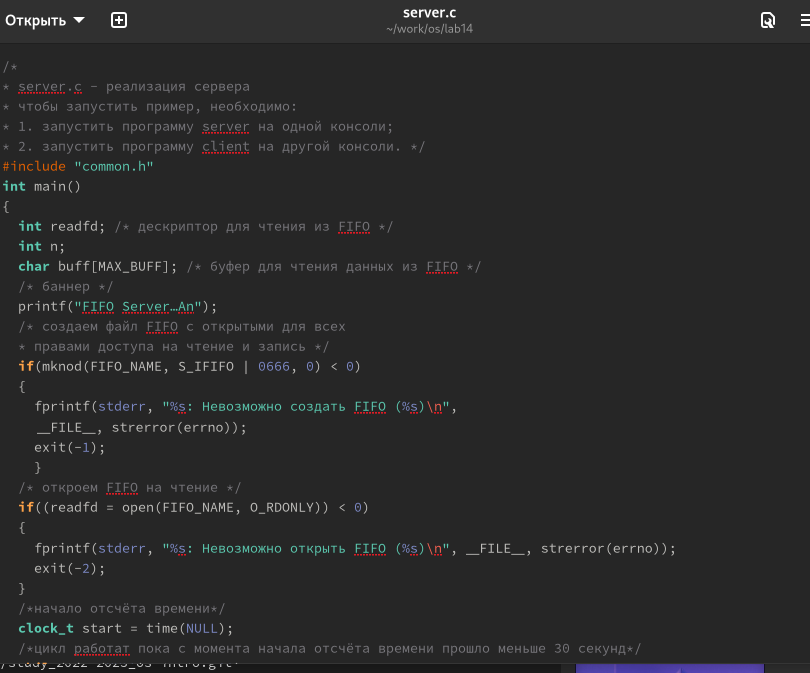 Открыть
server.c
~/work/os/lab14
/*
* server.c - реализация сервера
* чтобы запустить пример, необходимо:
* 1. запустить программу server на одной консоли;
* 2. запустить программу client на другой консоли. */
#include "common.h"
int main()
{
int readfd; /* дескриптор для чтения из FIFO */
int n;
char buff[MAX_BUFF]; /* буфер для чтения данных из FIFO */
/* баннер */
printf("FIFO Server…An");
/* создаем файл FIFO с открытыми для всех
* правами доступа на чтение и запись */
if(mknod(FIFO_NAME, S_IFIFO | 0666, 0) < 0)
{
fprintf(stderr, "%s: Невозможно создать FIFO (%s)\n",
__FILE__, strerror(errno));
exit(-1);
}
/* откроем FIFO на чтение */
if((readfd = open(FIFO_NAME, O_RDONLY)) < 0)
{
fprintf(stderr, "%s: Невозможно открыть FIFO (%s)\n", __FILE__, strerror(errno));
exit(-2);
}
/*начало отсчёта времени*/
clock_t start = time(NULL);
/*цикл работат пока с момента начала отсчёта времени прошло меньше 30 секунд*/